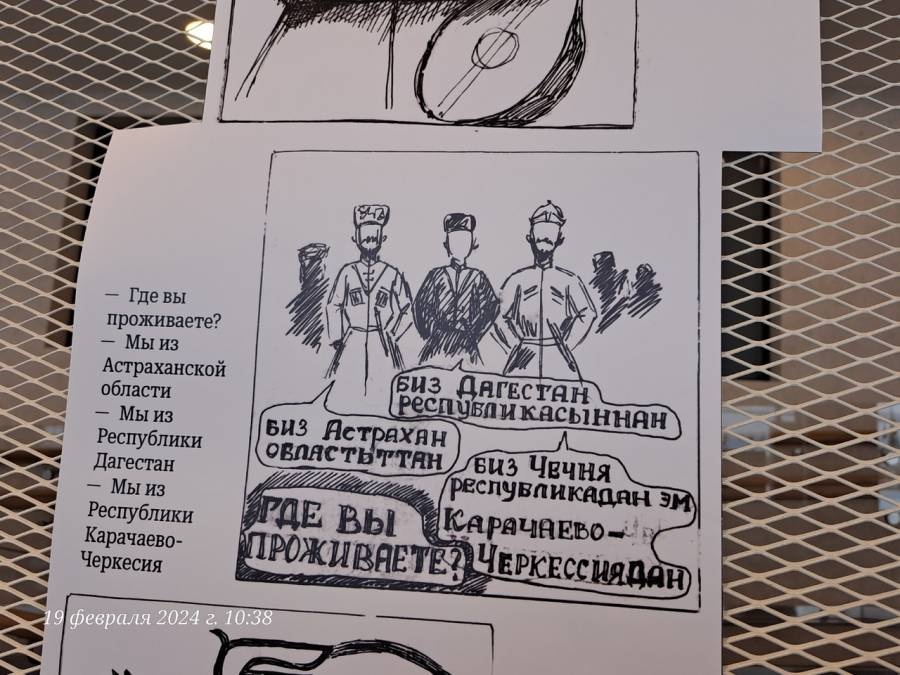 — Где вы
проживаете?
— Мы из
Астраханской
области
— Мы из
Республики
Дагестан
— Мы из
Республики
Карачаево-
Черкесия
БИЗ ДАГЕСТАН
РЕСПУБЛИКАСЫННАН
БИЗ АСТРАХАН
ОБЛАСТЬТТАН
БИЗ ЧЕЧНЯ
РЕСПУБЛИКАДАН ЭМ
КАРАЧАЕВО-
ЧЕРКЕССИЯДАН
ГДЕ ВЫ
ПРОЖИВАЕТЕ?
19 февраля 2024 г. 10:38